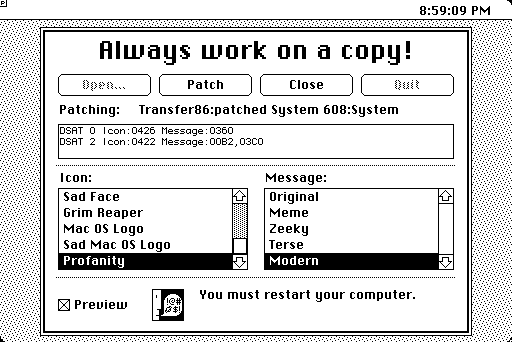 8:59:09 PM
Always work on a copy!
Open... Patch Close Quit
Patching: Transfer86:patched System 608:System
DSAT 0 Icon:0426 Message:0360
DSAT 2 Icon:0422 Message:00B2,03C0
Icon: Message:
Sad Face Original
Grim Reaper Meme
Mac OS Logo Zeeky
Sad Mac OS Logo Terse
Profanity Modern
Preview You must restart your computer.